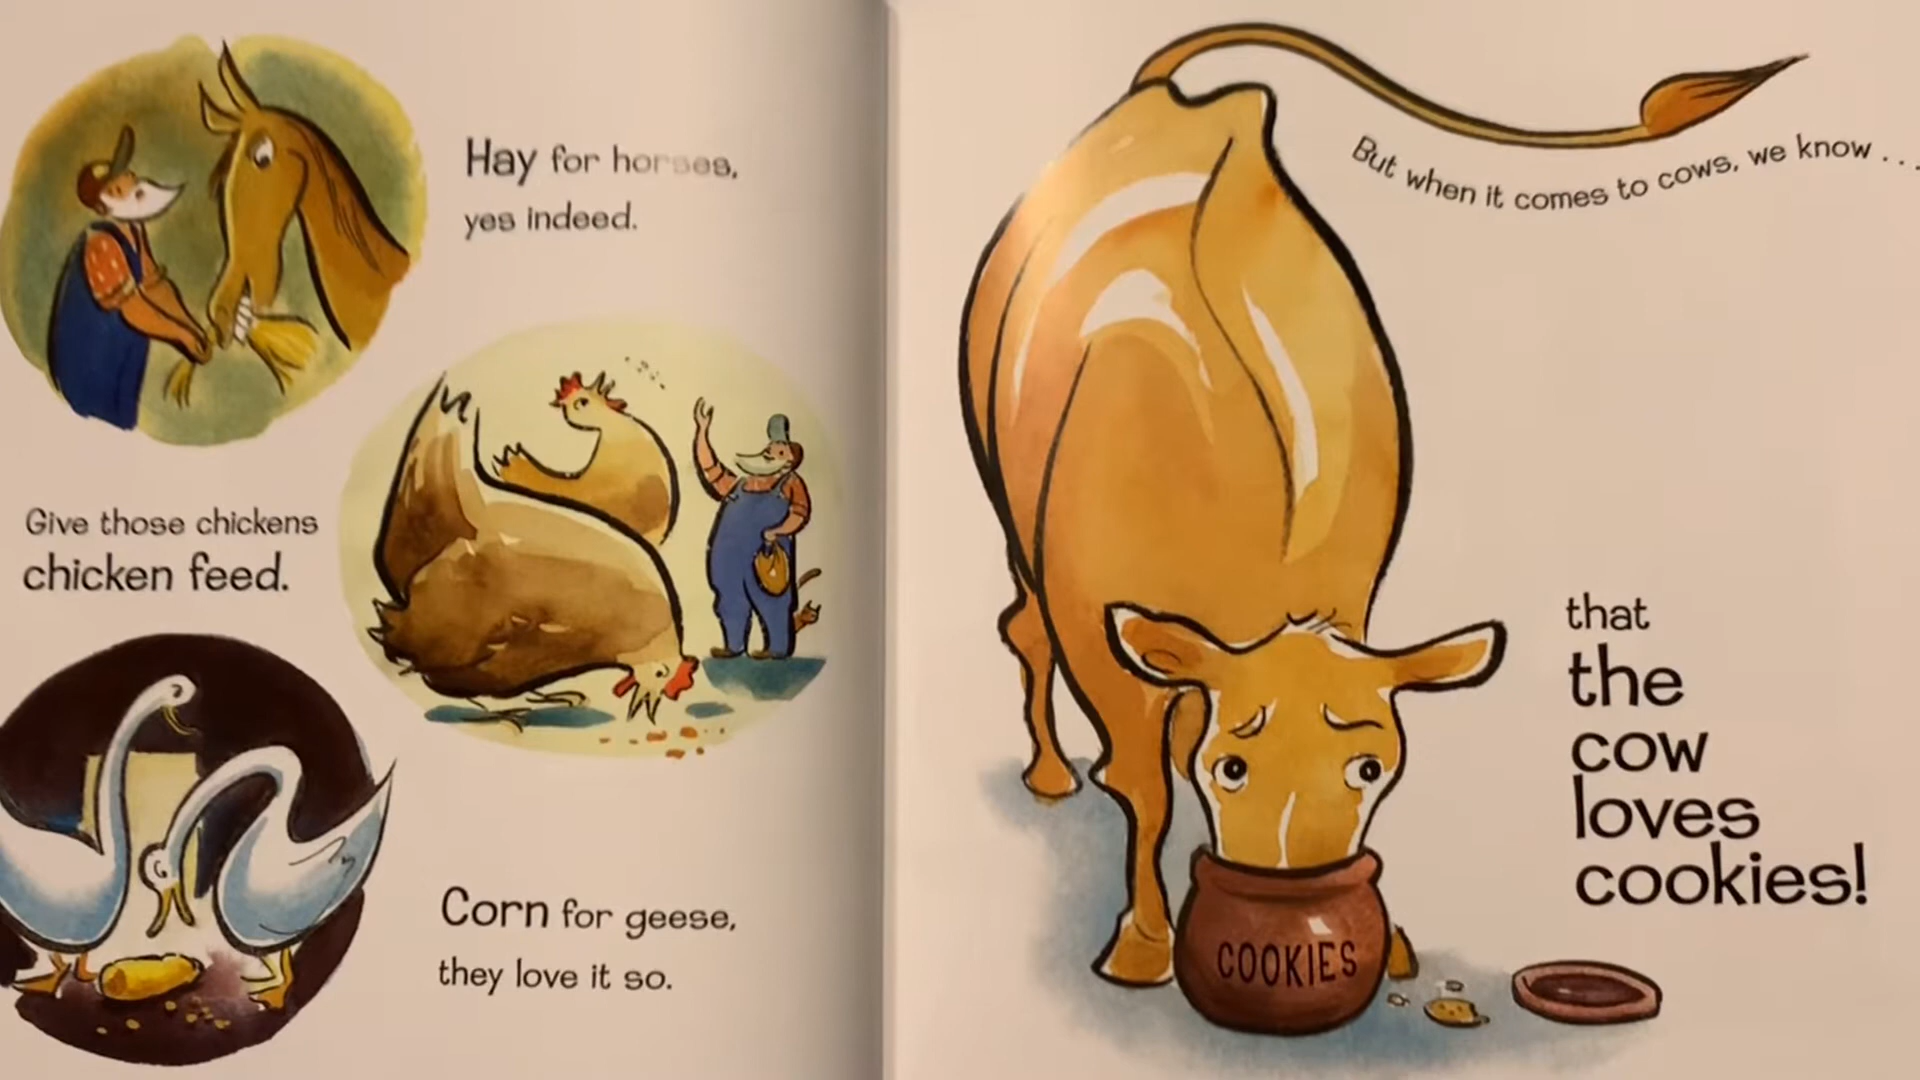 Hay for horses,
yes indeed.
Give those chickens
chicken feed.
Corn for geese,
they love it so.
But when it comes to cows, we know . . .
that
the
cow
loves
cookies!
COOKIES